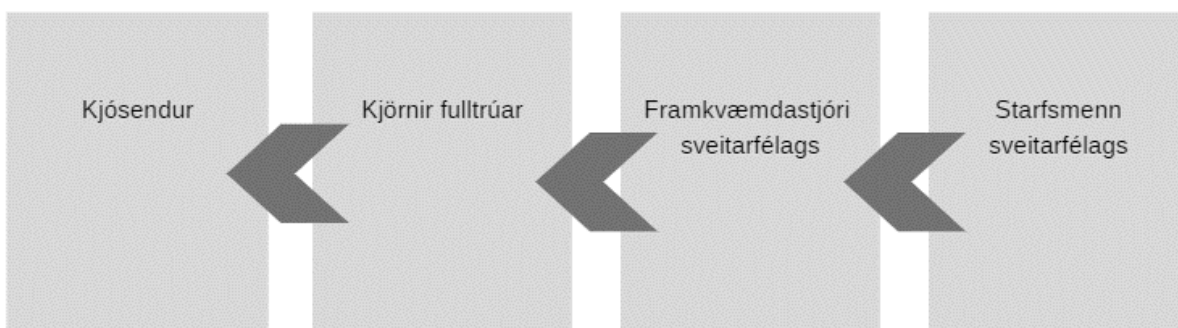 Kjósendur
Kjörnir fulltrúar
Framkvæmdastjóri
sveitarfélags
Starfsmenn
sveitarfélags